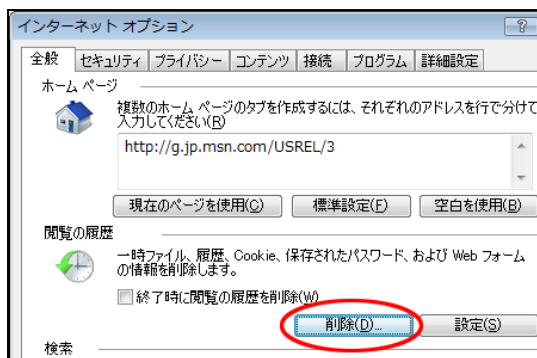 インターネット オプション
全般 セキュリティ プライバシー コンテンツ 接続 プログラム 詳細設定
ホーム ページ
複数のホーム ページのタブを作成するには、それぞれのアドレスを行で分けて
入力してください(R)
http://g.jp.msn.com/USREL/3
現在のページを使用(C) 標準設定(F) 空白を使用(B)
閲覧の履歴
一時ファイル、履歴、Cookie、保存されたパスワード、および Web フォーム
の情報を削除します。
終了時に閲覧の履歴を削除(W)
削除(D)... 設定(S)
検索